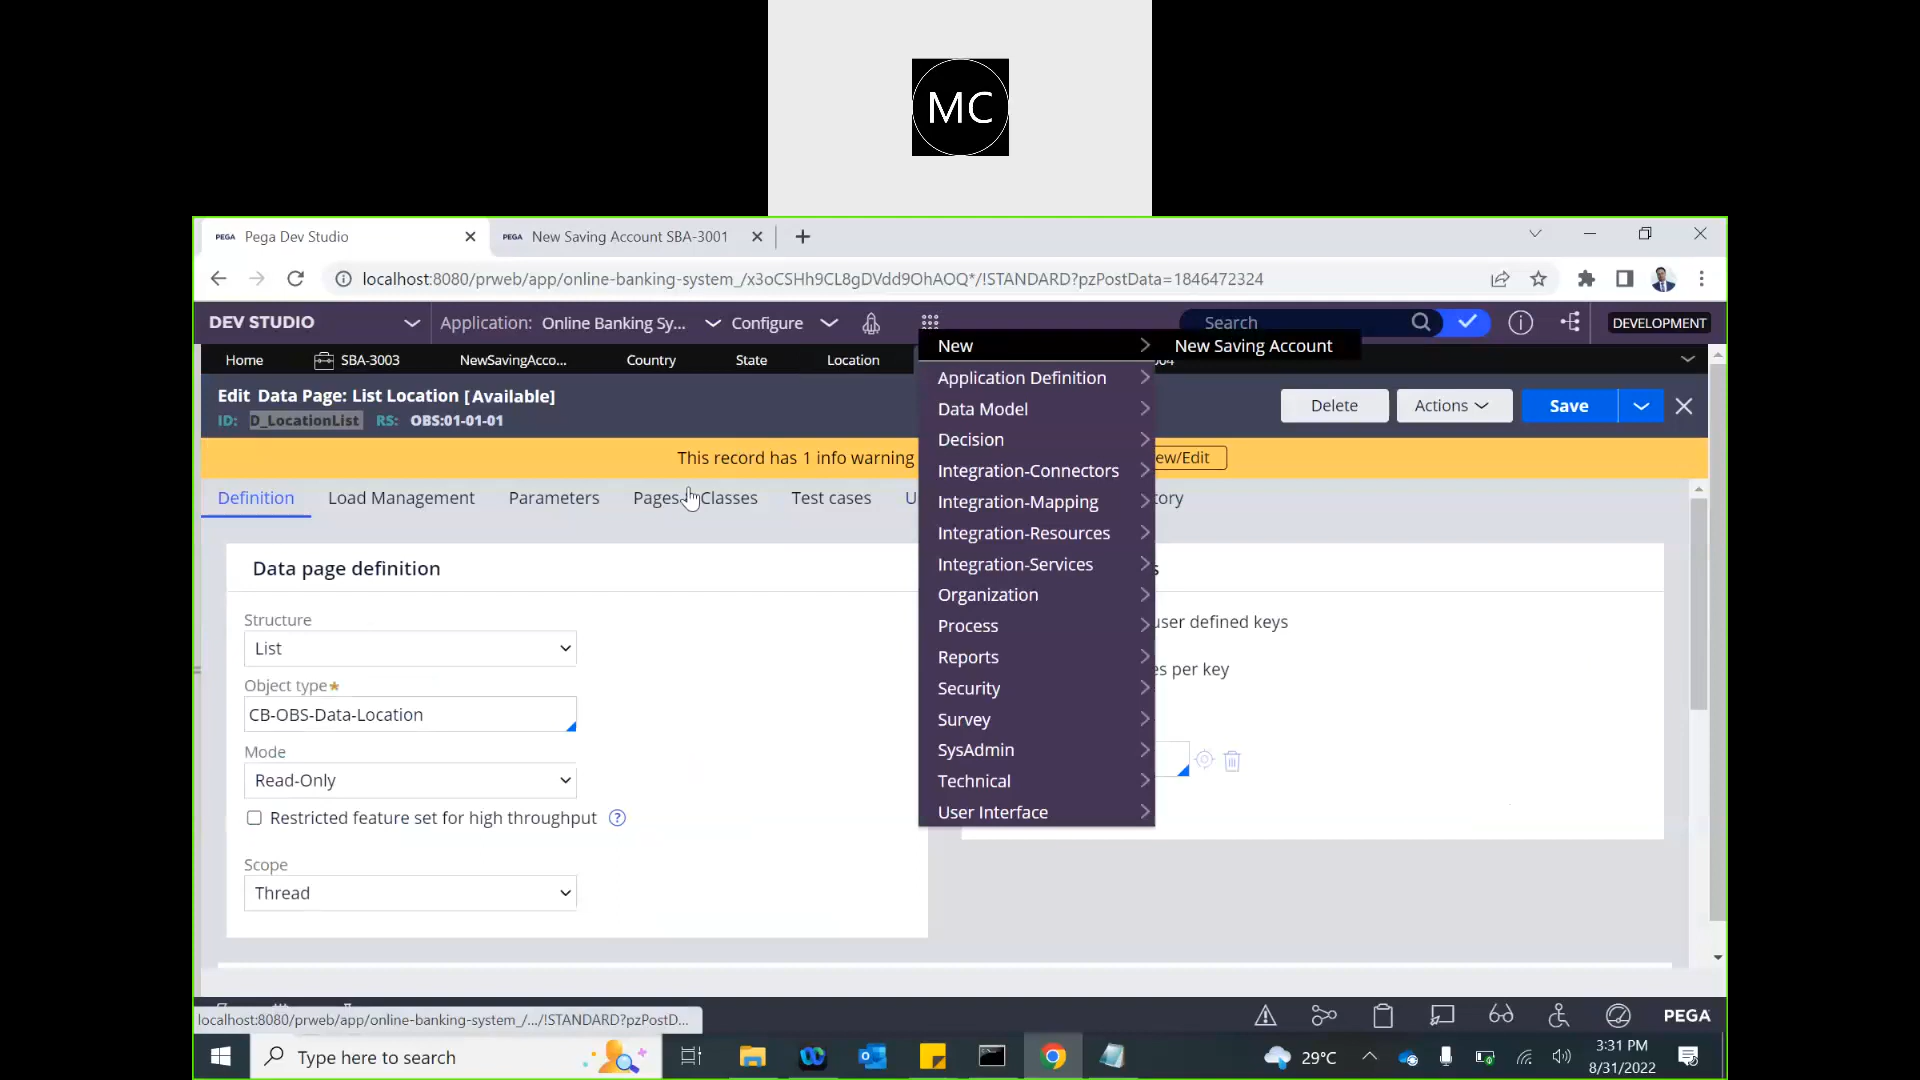 MC
PEGA Pega Dev Studio
PEGA New Saving Account SBA-3001
localhost:8080/prweb/app/online-banking-system_/x3oCSHh9CL8gDVdd9OhAOQ*/!STANDARD?pzPostData=1846472324
DEV STUDIO Application: Online Banking Sy... Configure Search DEVELOPMENT
Home SBA-3003 NewSavingAcco... Country State Location
New New Saving Account
Application Definition
Data Model
Decision
Integration-Connectors
Integration-Mapping
Integration-Resources
Integration-Services
Organization
Process
Reports
Security
Survey
SysAdmin
Technical
User Interface
Edit Data Page: List Location [Available]
ID: D_LocationList RS: OBS:01-01-01
Delete Actions Save
This record has 1 info warning ew/Edit
Definition Load Management Parameters Pages Classes Test cases U tory
Data page definition
Structure
List
Object type*
CB-OBS-Data-Location
Mode
Read-Only
Restricted feature set for high throughput ?
Scope
Thread
user defined keys
es per key
localhost:8080/prweb/app/online-banking-system_/.../!STANDARD?pzPostD...
PEGA
Type here to search
29°C
3:31 PM
8/31/2022